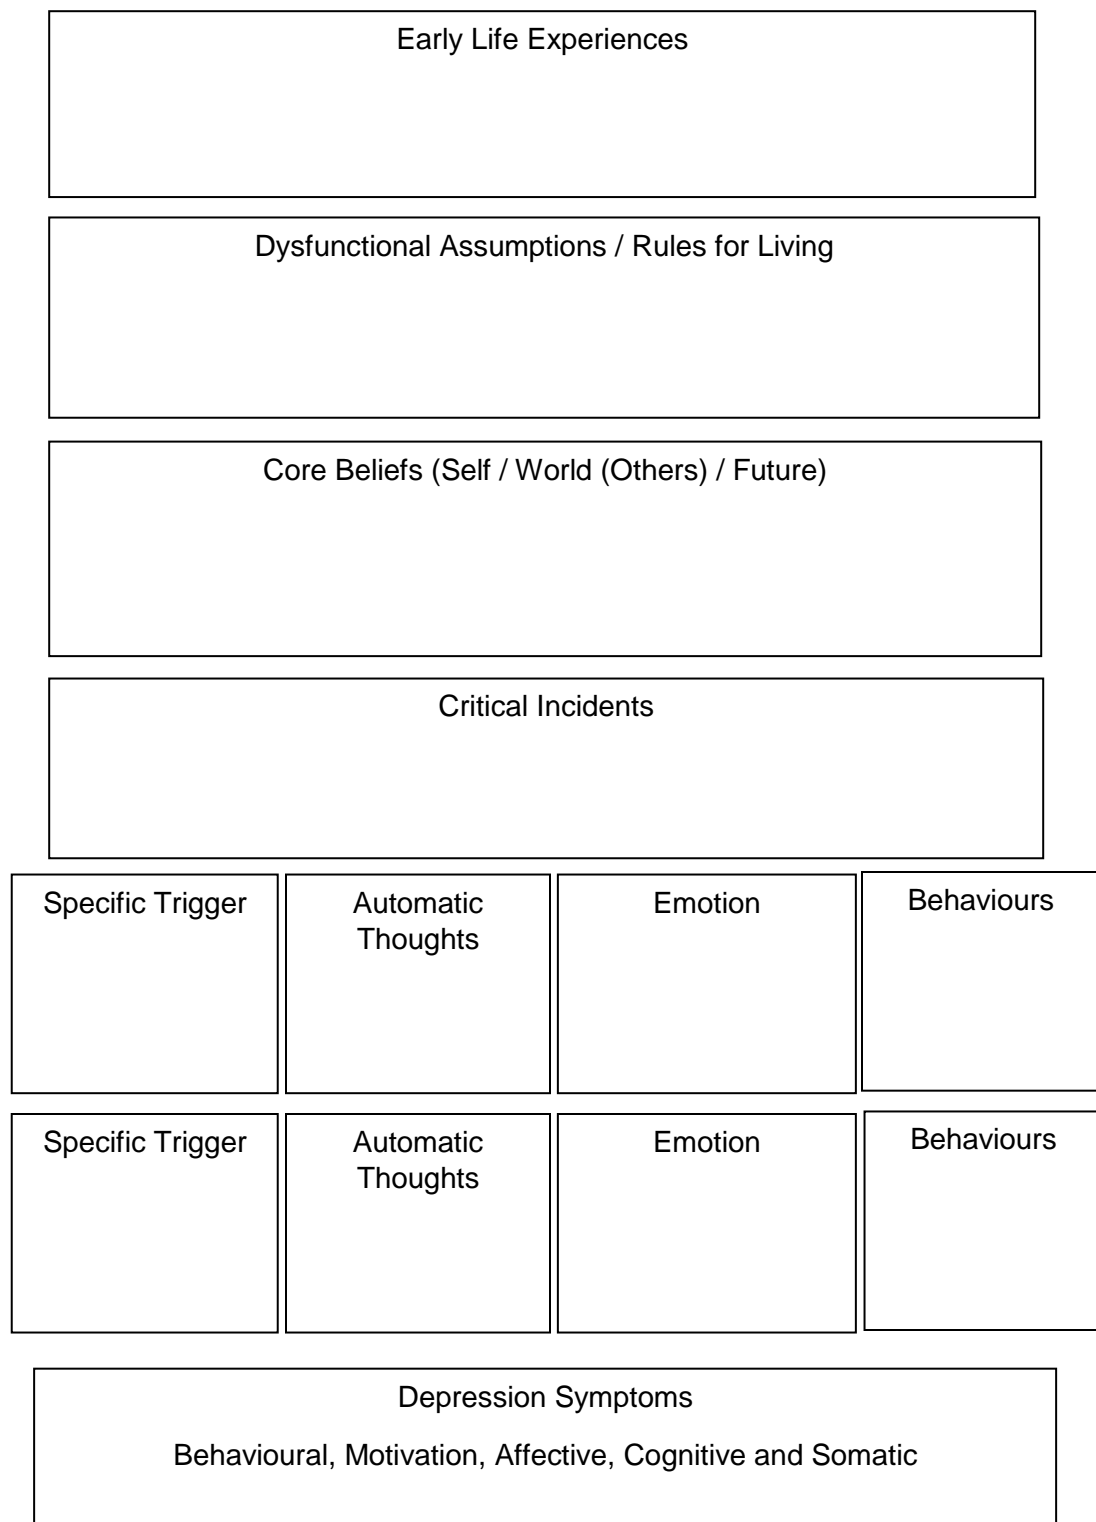 Early Life Experiences
Dysfunctional Assumptions / Rules for Living
Core Beliefs (Self / World (Others) / Future)
Critical Incidents
Specific Trigger
Automatic
Thoughts
Emotion
Behaviours
Specific Trigger
Automatic
Thoughts
Emotion
Behaviours
Depression Symptoms
Behavioural, Motivation, Affective, Cognitive and Somatic